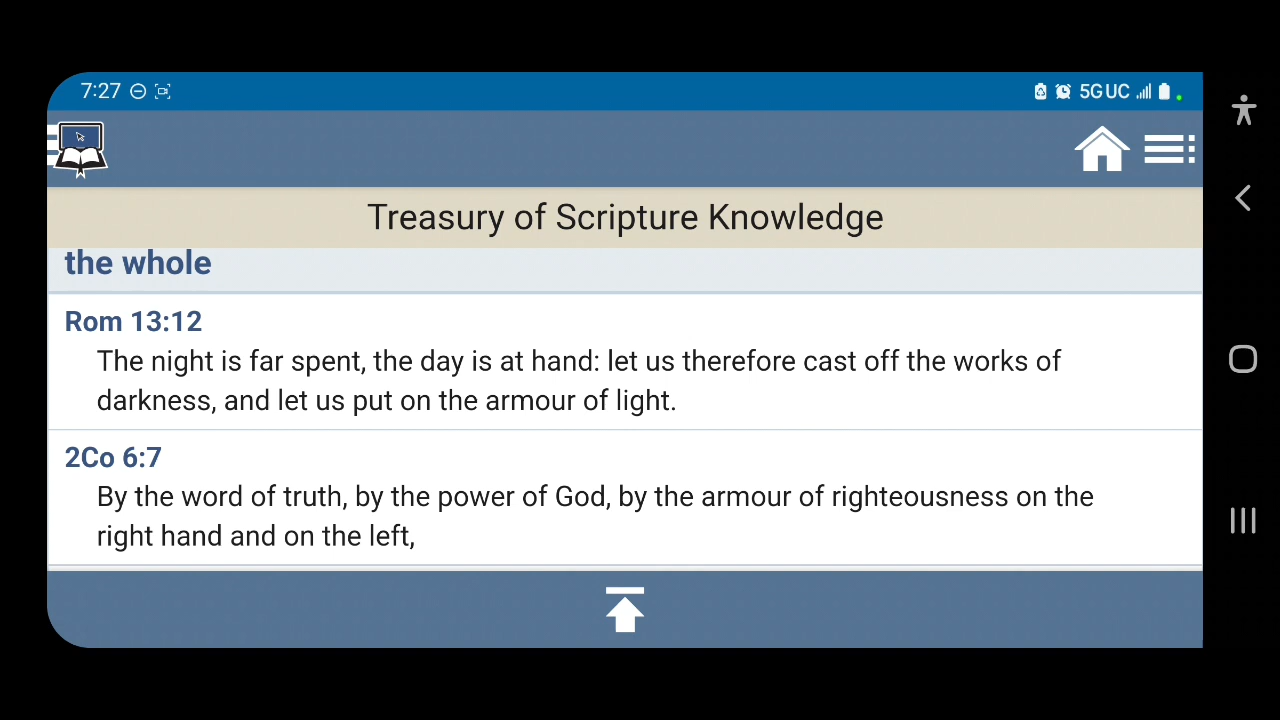 7:27
5G UC
Treasury of Scripture Knowledge
the whole
Rom 13:12
The night is far spent, the day is at hand: let us therefore cast off the works of
darkness, and let us put on the armour of light.
2Co 6:7
By the word of truth, by the power of God, by the armour of righteousness on the
right hand and on the left,